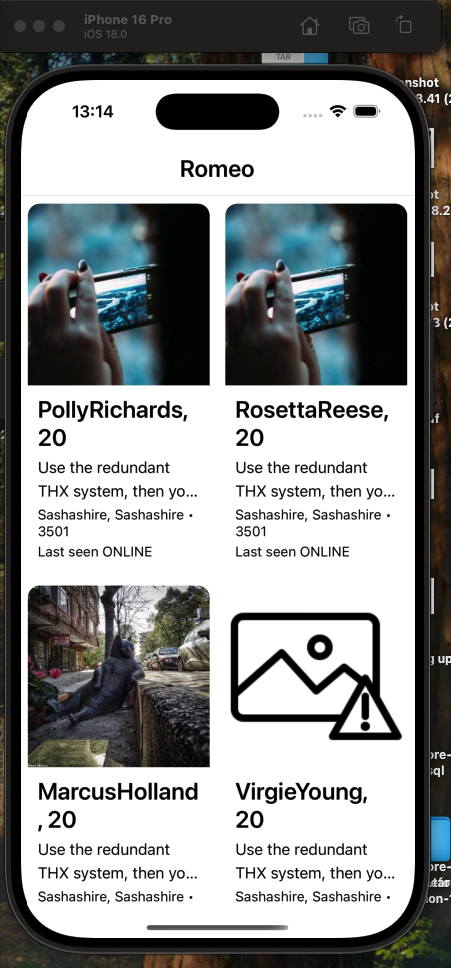 iPhone 16 Pro
iOS 18.0
TAR
13:14
Romeo
PollyRichards,
20
Use the redundant
THX system, then yo...
Sashashire, Sashashire •
3501
Last seen ONLINE
RosettaReese,
20
Use the redundant
THX system, then yo...
Sashashire, Sashashire •
3501
Last seen ONLINE
MarcusHolland
, 20
Use the redundant
THX system, then yo...
Sashashire, Sashashire •
VirgieYoung,
20
Use the redundant
THX system, then yo...
Sashashire, Sashashire •